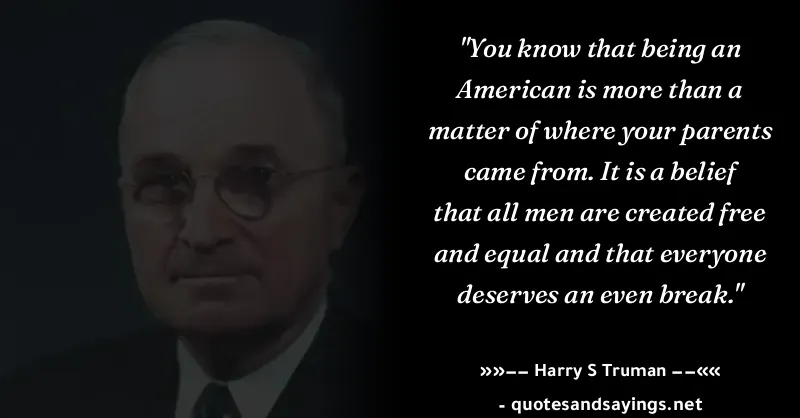 "You know that being an
American is more than a
matter of where your parents
came from. It is a belief
that all men are created free
and equal and that everyone
deserves an even break."
»»–– Harry S Truman ––««
- quotesandsayings.net